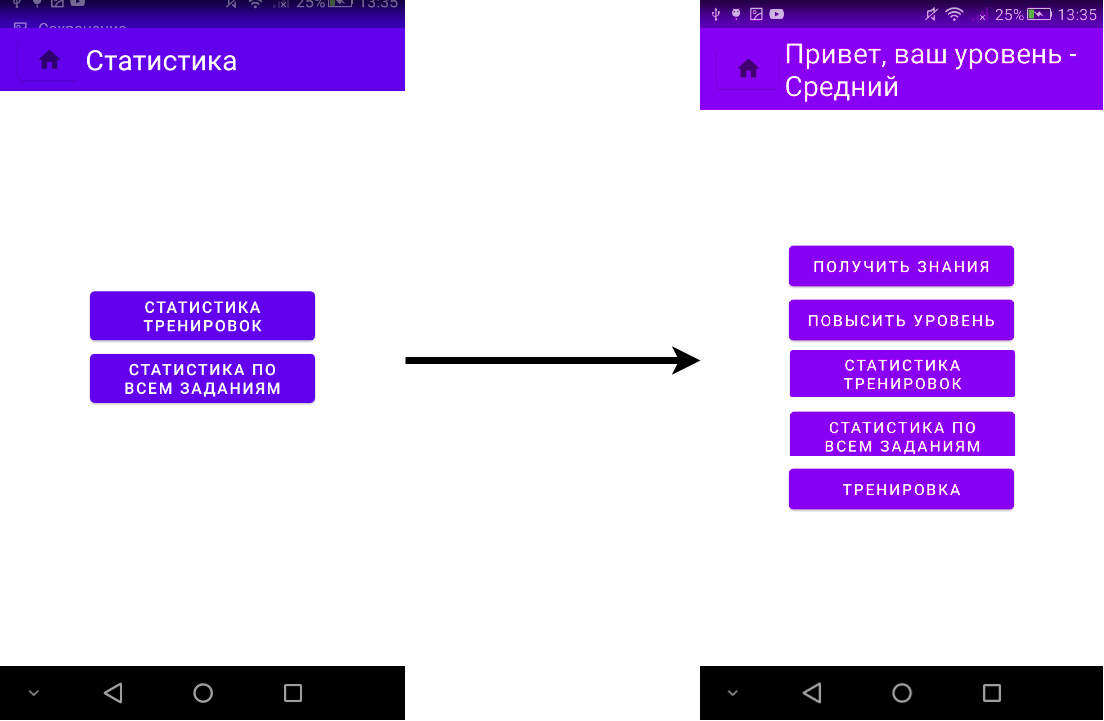 25% 13:35
Сохранение
Статистика
СТАТИСТИКА
ТРЕНИРОВОК
СТАТИСТИКА ПО
ВСЕМ ЗАДАНИЯМ
25% 13:35
Привет, ваш уровень -
Средний
ПОЛУЧИТЬ ЗНАНИЯ
ПОВЫСИТЬ УРОВЕНЬ
СТАТИСТИКА
ТРЕНИРОВОК
СТАТИСТИКА ПО
ВСЕМ ЗАДАНИЯМ
ТРЕНИРОВКА